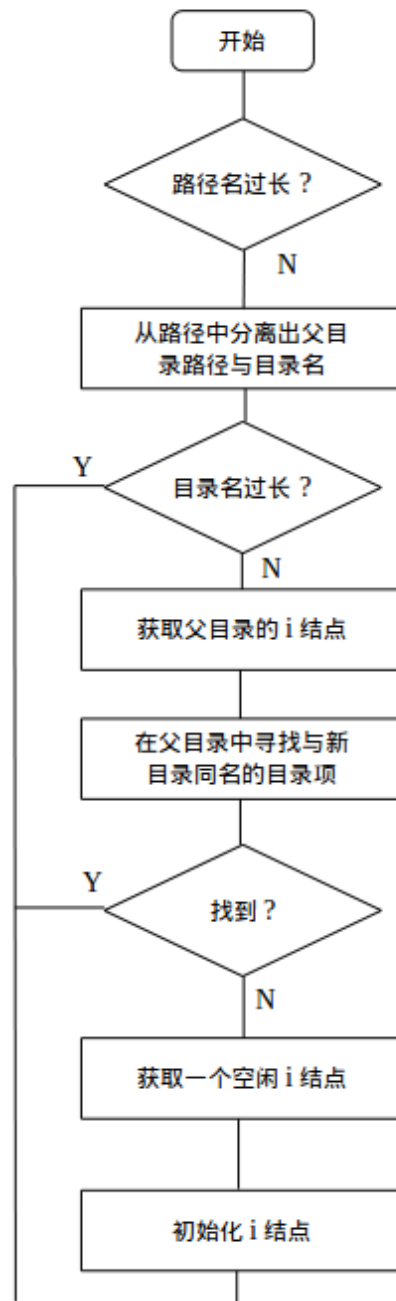 开始
路径名过长？
N
从路径中分离出父目
录路径与目录名
Y
目录名过长？
N
获取父目录的 i 结点
在父目录中寻找与新
目录同名的目录项
Y
找到？
N
获取一个空闲 i 结点
初始化 i 结点